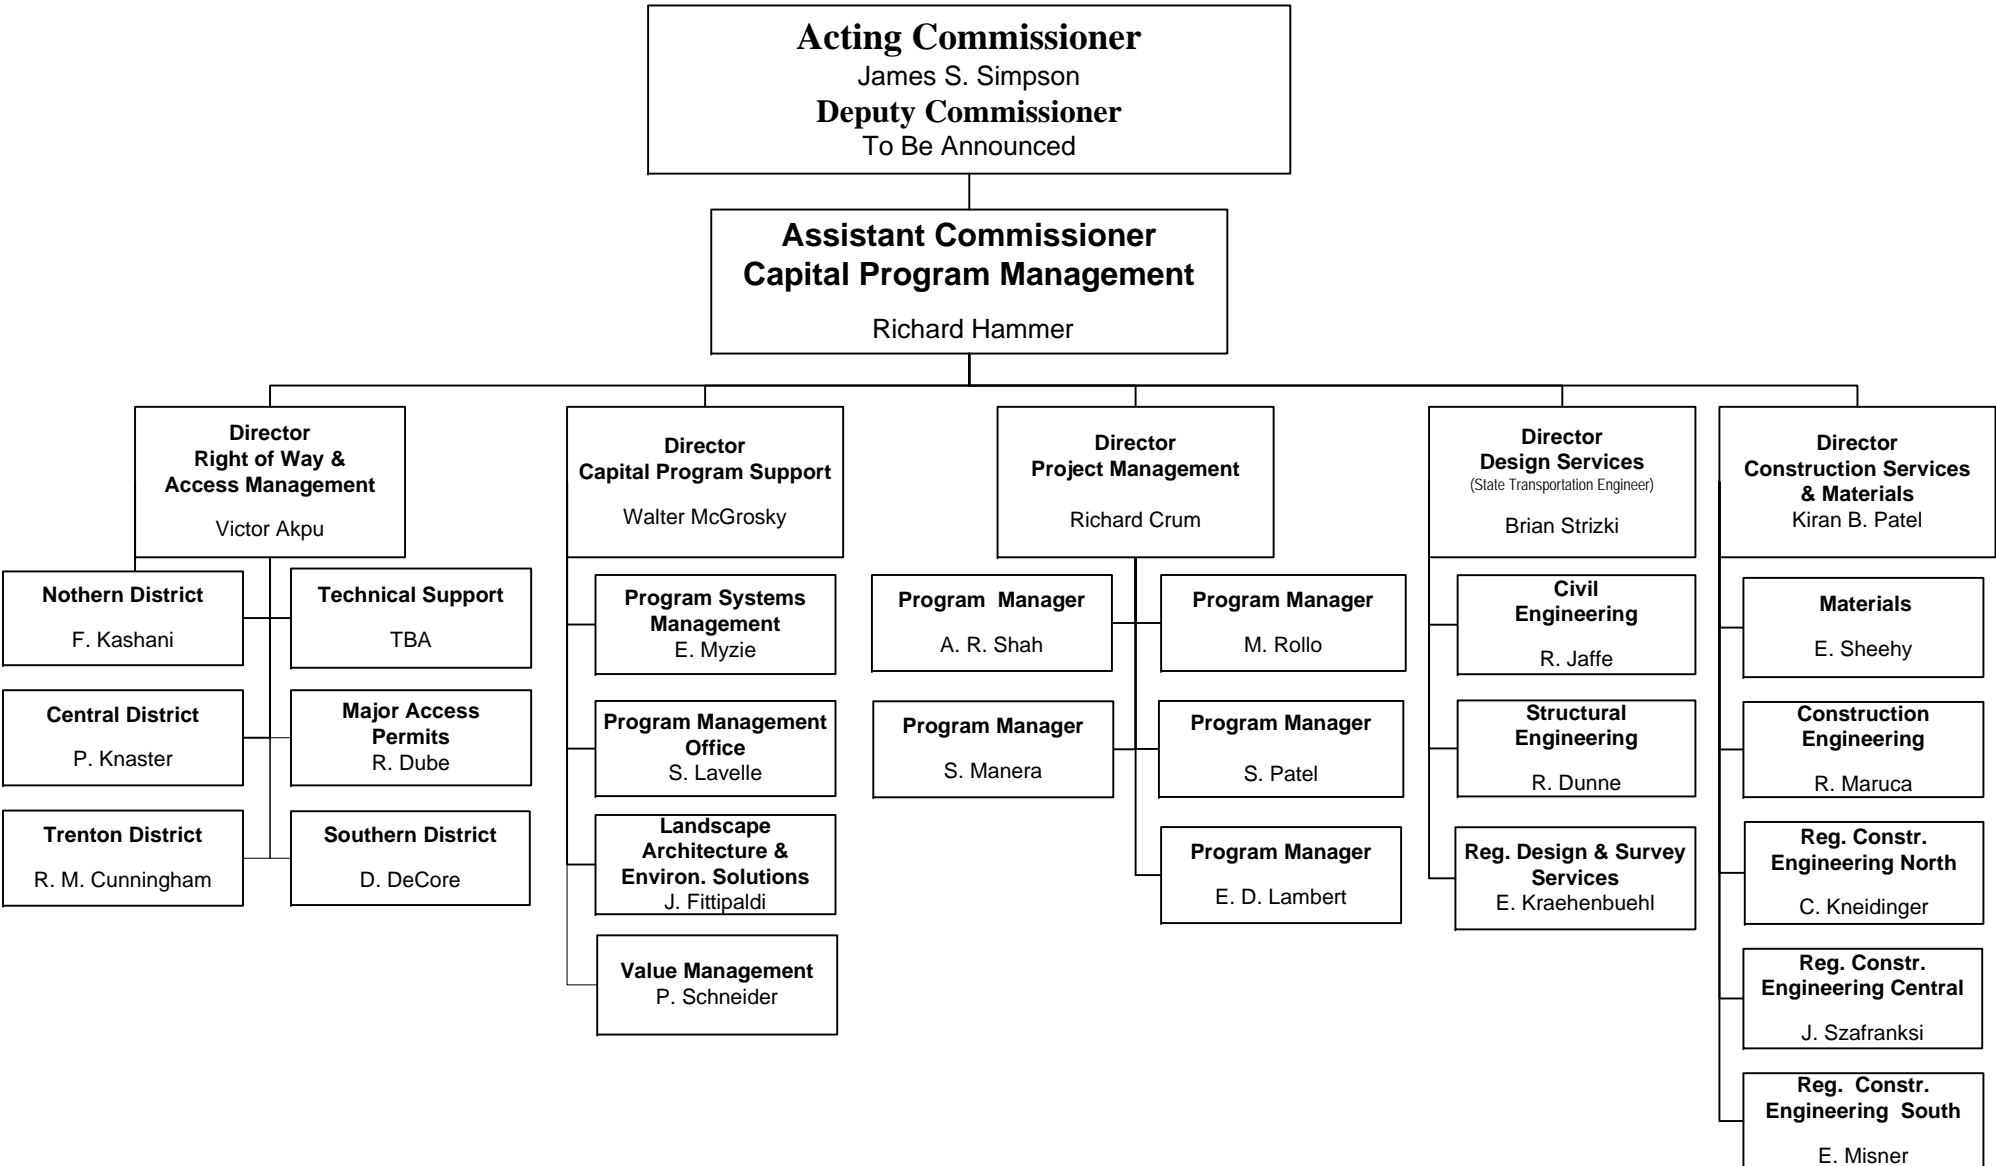 Acting Commissioner
James S. Simpson
Deputy Commissioner
To Be Announced
Assistant Commissioner
Capital Program Management
Richard Hammer
Director
Right of Way &
Access Management
Victor Akpu
Nothern District
F. Kashani
Technical Support
TBA
Central District
P. Knaster
Major Access
Permits
R. Dube
Trenton District
R. M. Cunningham
Southern District
D. DeCore
Director
Capital Program Support
Walter McGrosky
Program Systems
Management
E. Myzie
Program Management
Office
S. Lavelle
Landscape
Architecture &
Environ. Solutions
J. Fittipaldi
Value Management
P. Schneider
Director
Project Management
Richard Crum
Program Manager
A. R. Shah
Program Manager
M. Rollo
Program Manager
S. Manera
Program Manager
S. Patel
Program Manager
E. D. Lambert
Director
Design Services
(State Transportation Engineer)
Brian Strizki
Civil
Engineering
R. Jaffe
Structural
Engineering
R. Dunne
Reg. Design & Survey
Services
E. Kraehenbuehl
Director
Construction Services
& Materials
Kiran B. Patel
Materials
E. Sheehy
Construction
Engineering
R. Maruca
Reg. Constr.
Engineering North
C. Kneidinger
Reg. Constr.
Engineering Central
J. Szafranksi
Reg. Constr.
Engineering South
E. Misner